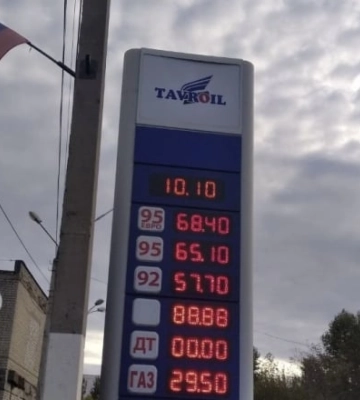 TAVROIL
10.10
95 ЕВРО 68.40
95 65.10
92 57.70
88.88
ДТ 00.00
ГАЗ 29.50